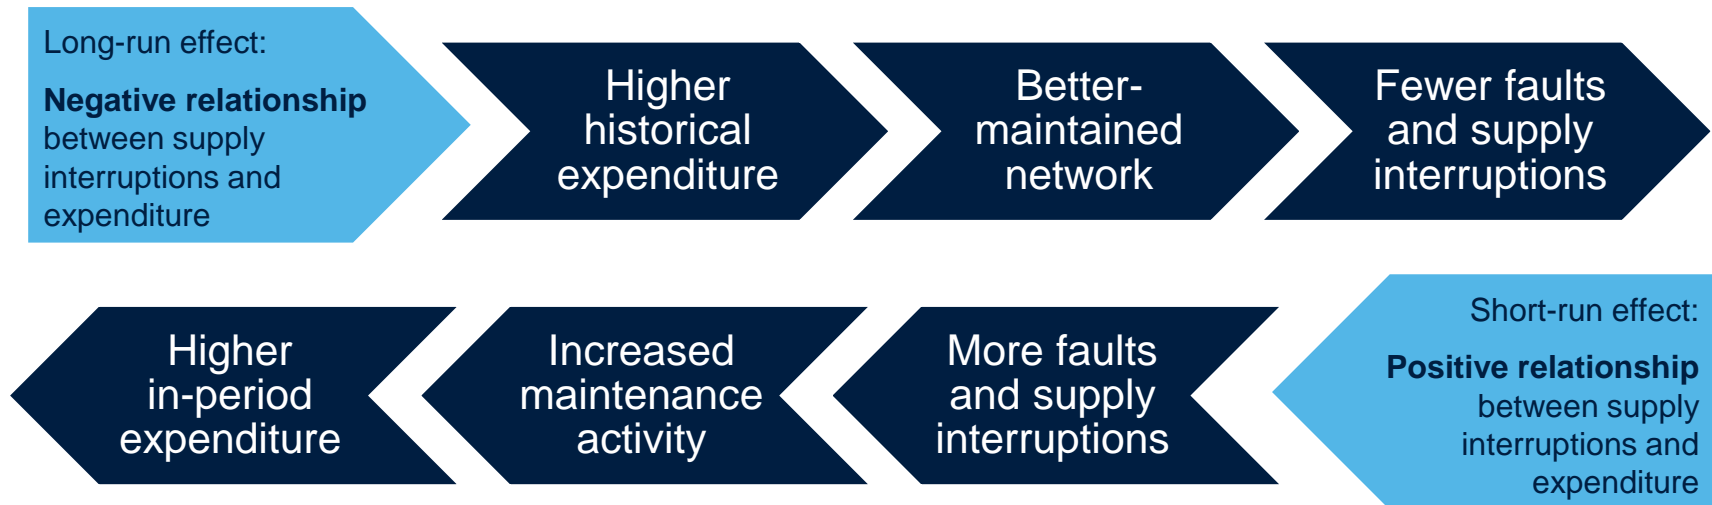 Long-run effect:
Negative relationship
between supply
interruptions and
expenditure
Higher
historical
expenditure
Better-
maintained
network
Fewer faults
and supply
interruptions
Short-run effect:
Positive relationship
between supply
interruptions and
expenditure
More faults
and supply
interruptions
Increased
maintenance
activity
Higher
in-period
expenditure